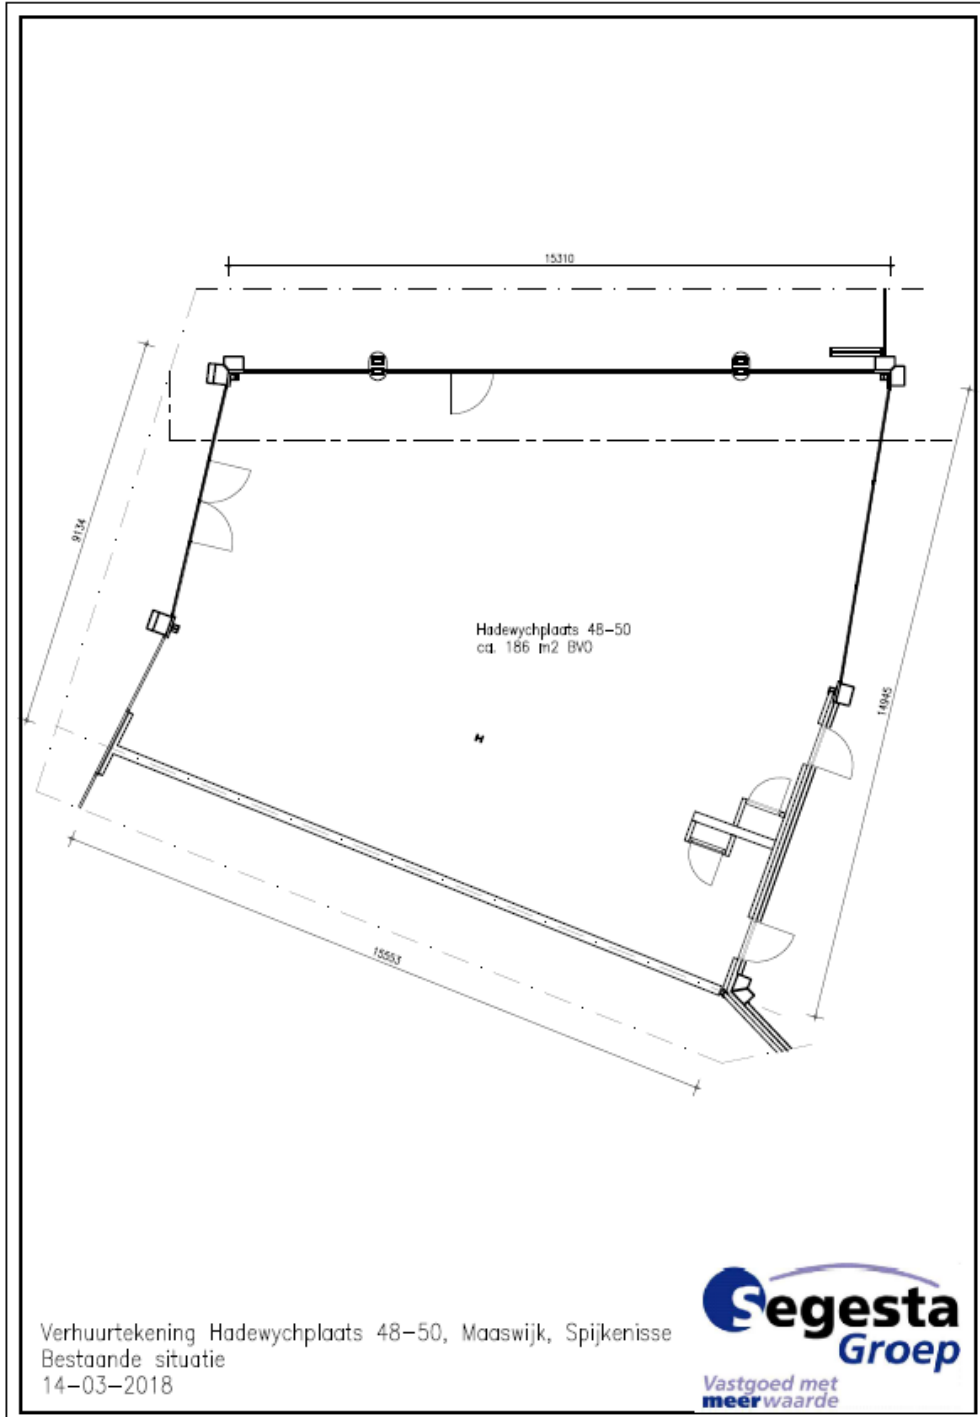 15310
9134
Hadewychplaats 48-50
ca. 186 m2 BVO
14945
15553
Verhuurtekening Hadewychplaats 48-50, Maaswijk, Spijkenisse
Bestaande situatie
14-03-2018
Segesta
Groep
Vastgoed met
meerwaarde